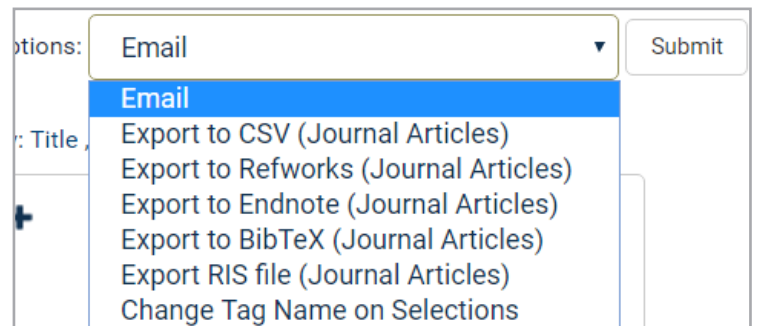 Email
Submit
Email
: Title ,
Export to CSV (Journal Articles)
Export to Refworks (Journal Articles)
Export to Endnote (Journal Articles)
Export to BibTeX (Journal Articles)
Export RIS file (Journal Articles)
Change Tag Name on Selections